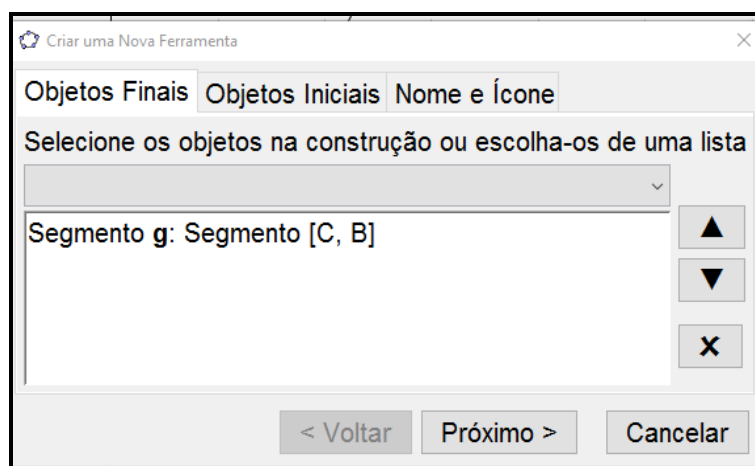 Criar uma Nova Ferramenta
Objetos Finais Objetos Iniciais Nome e Ícone
Selecione os objetos na construção ou escolha-os de uma lista
Segmento g: Segmento [C, B]
< Voltar Próximo > Cancelar